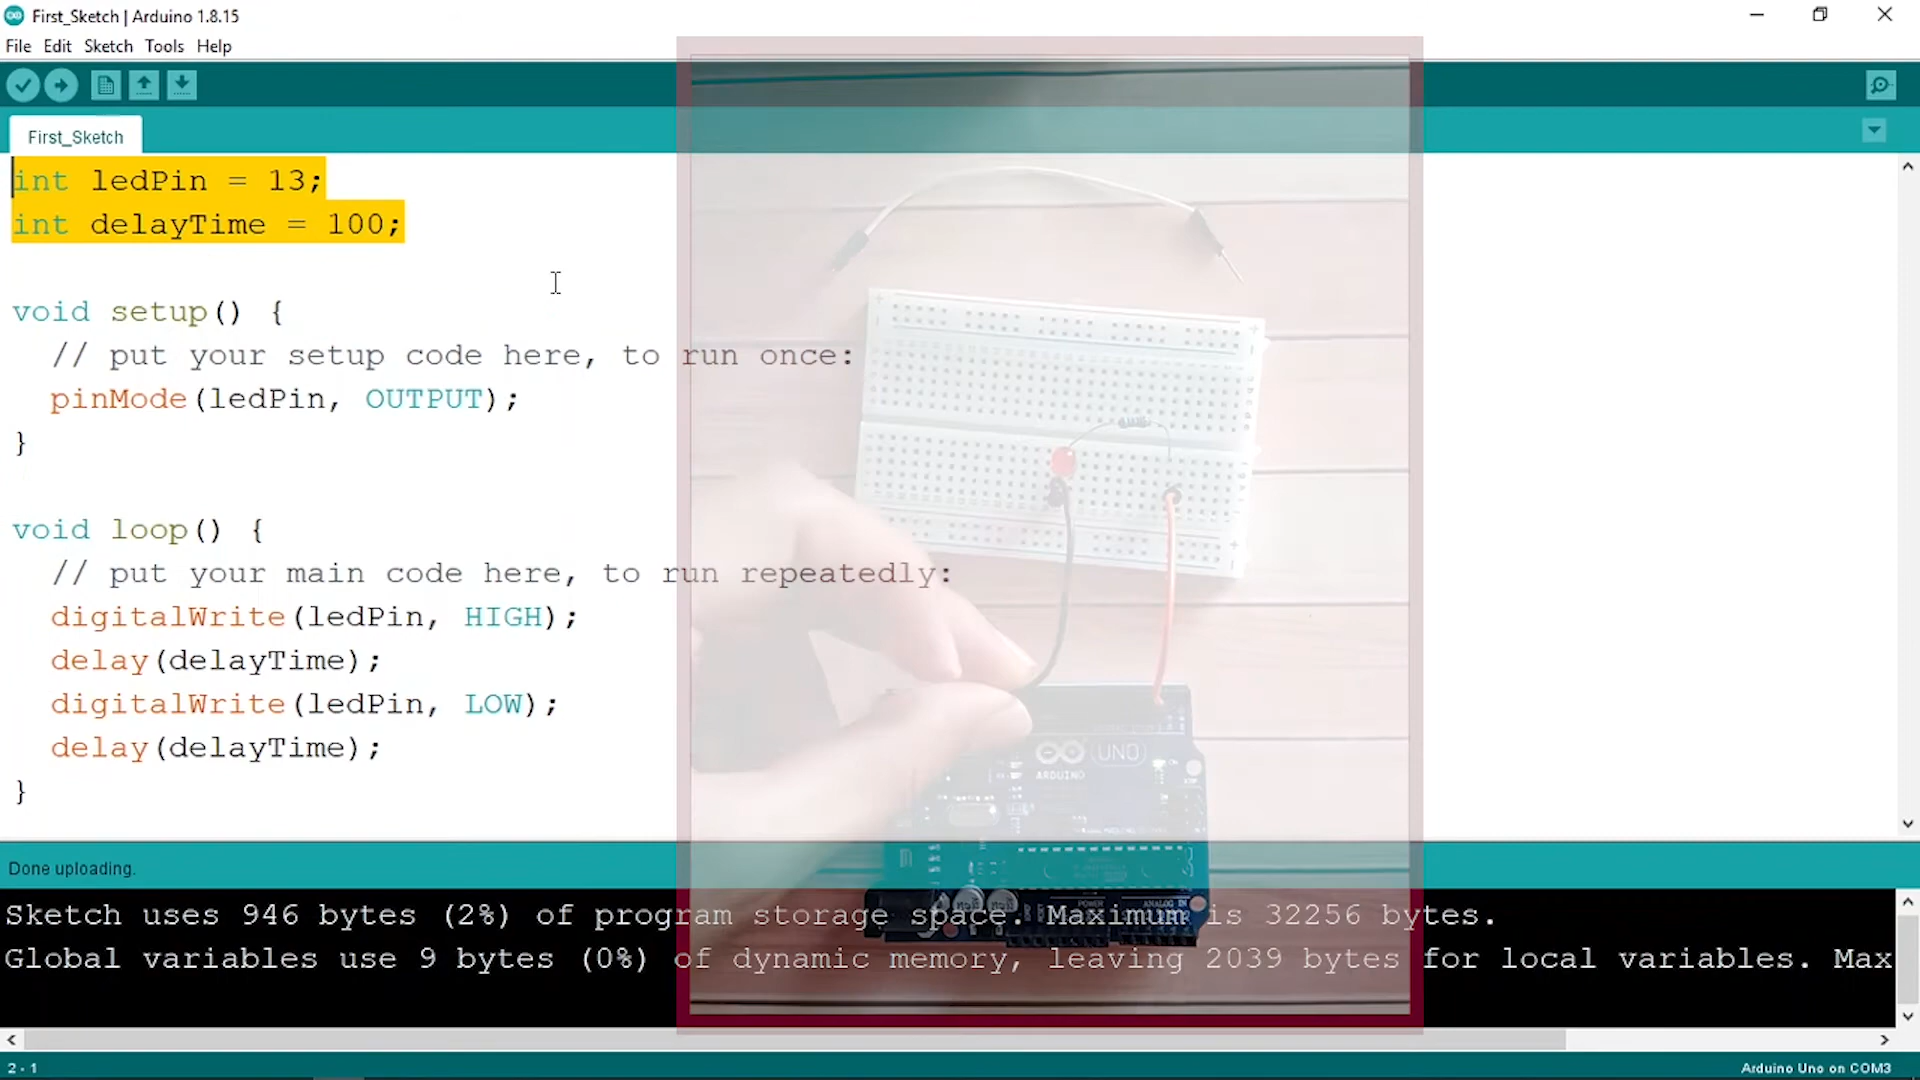 First_Sketch | Arduino 1.8.15
File Edit Sketch Tools Help
First_Sketch
int ledPin = 13;
int delayTime = 100;
void setup() {
// put your setup code here, to run once:
pinMode(ledPin, OUTPUT);
}
void loop() {
// put your main code here, to run repeatedly:
digitalWrite(ledPin, HIGH);
delay(delayTime);
digitalWrite(ledPin, LOW);
delay(delayTime);
}
UNO
ARDUINO
POWER
ANALOG IN
Done uploading.
Sketch uses 946 bytes (2%) of program storage space. Maximum is 32256 bytes.
Global variables use 9 bytes (0%) of dynamic memory, leaving 2039 bytes for local variables. Max
2 - 1
Arduino Uno on COM3